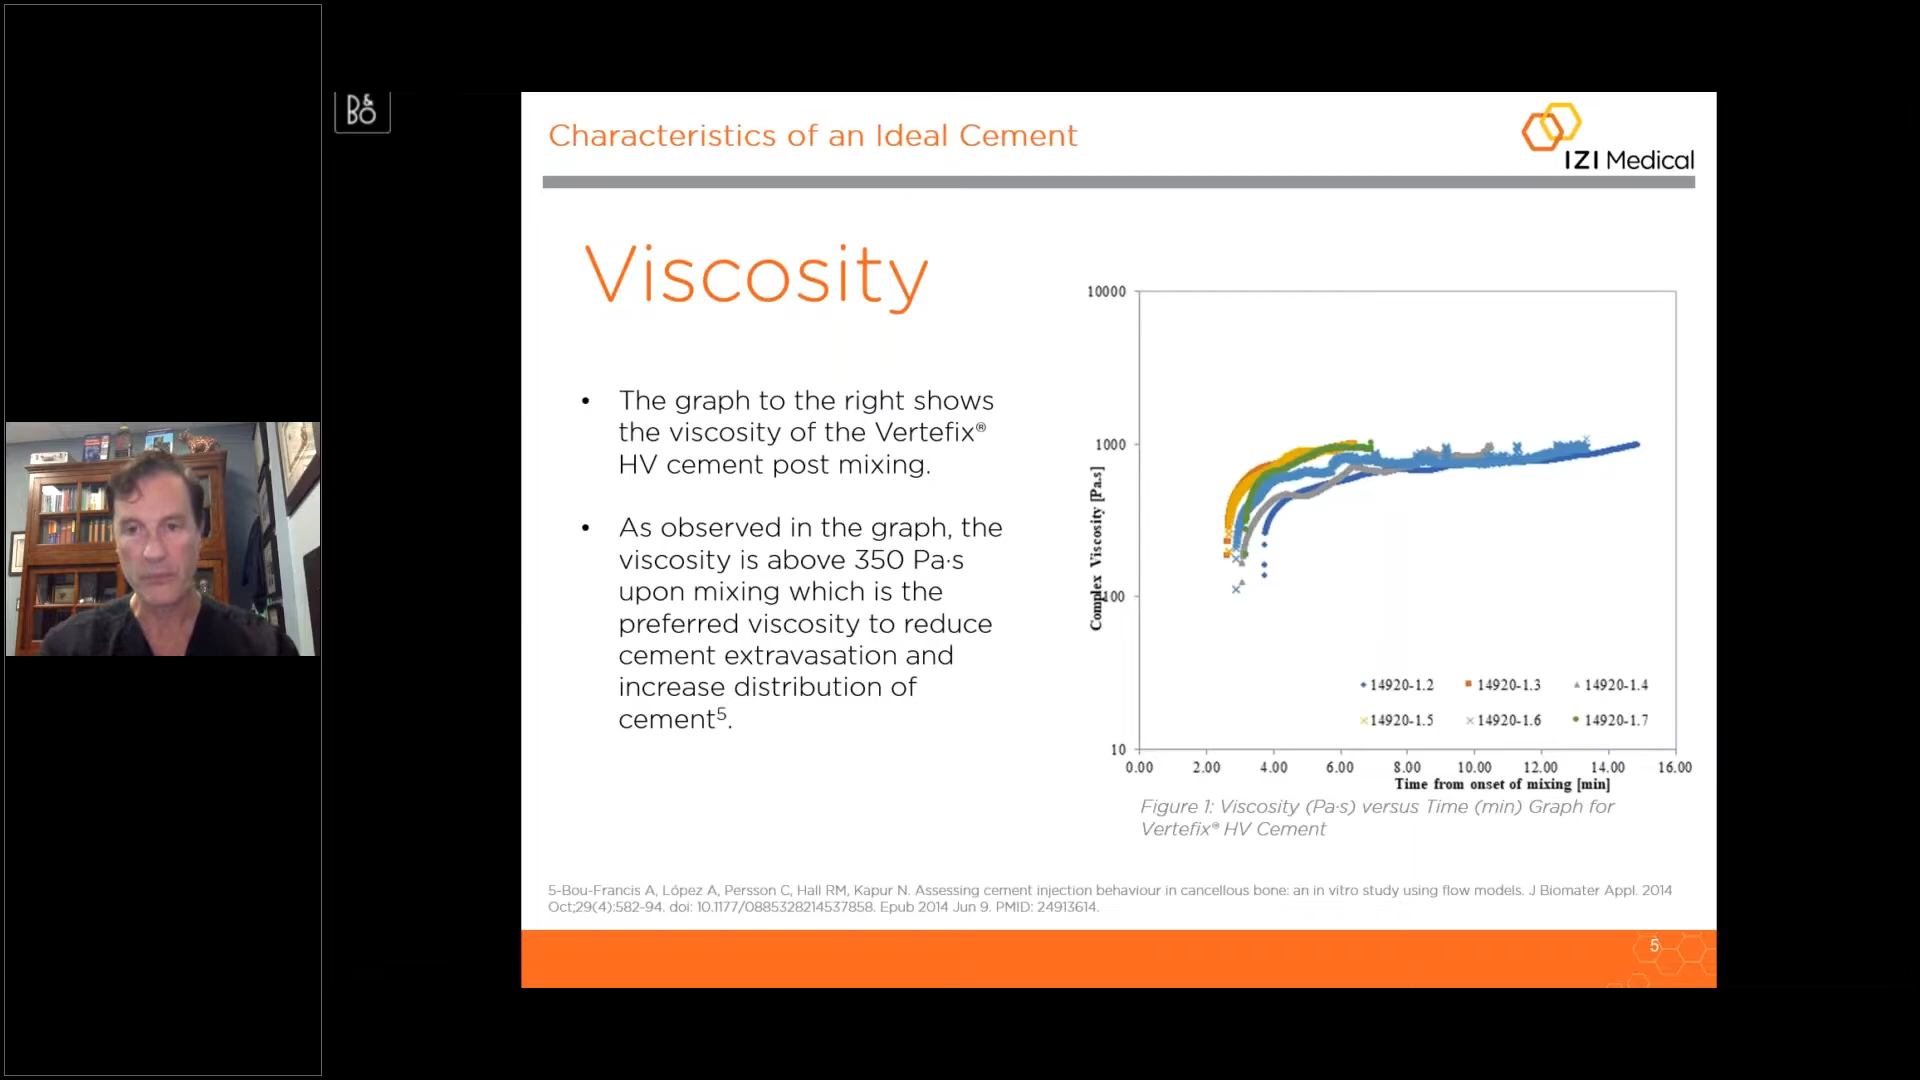 B&O
Characteristics of an Ideal Cement
IZI Medical
Viscosity
• The graph to the right shows
the viscosity of the Vertefix®
HV cement post mixing.
• As observed in the graph, the
viscosity is above 350 Pa·s
upon mixing which is the
preferred viscosity to reduce
cement extravasation and
increase distribution of
cement⁵.
10000
1000
100
10
Complex Viscosity [Pa.s]
14920-1.2 14920-1.3 14920-1.4
14920-1.5 14920-1.6 14920-1.7
0.00 2.00 4.00 6.00 8.00 10.00 12.00 14.00 16.00
Time from onset of mixing [min]
Figure 1: Viscosity (Pa·s) versus Time (min) Graph for
Vertefix® HV Cement
5-Bou-Francis A, López A, Persson C, Hall RM, Kapur N. Assessing cement injection behaviour in cancellous bone: an in vitro study using flow models. J Biomater Appl. 2014
Oct;29(4):582-94. doi: 10.1177/0885328214537858. Epub 2014 Jun 9. PMID: 24913614.
5